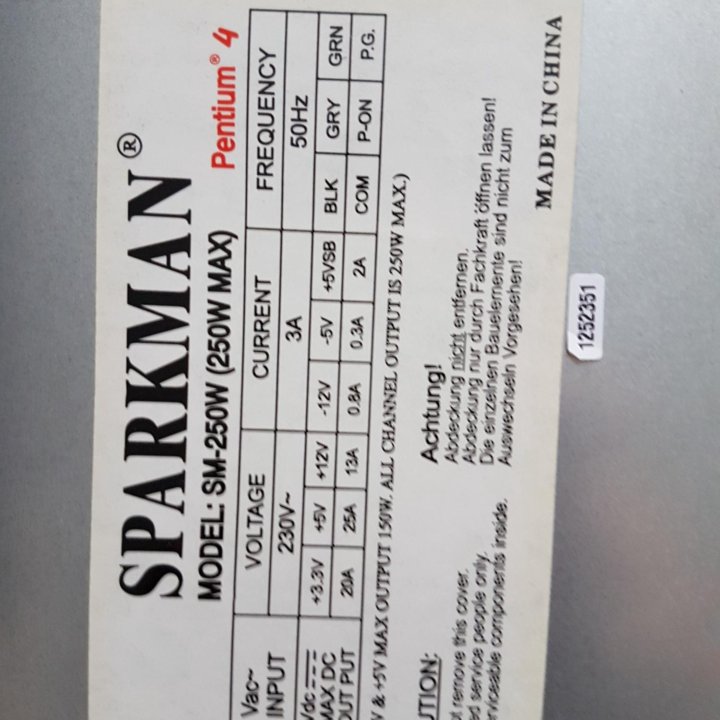 SPARKMAN®
MODEL: SM-250W (250W MAX) Pentium® 4
Vac~ INPUT VOLTAGE CURRENT FREQUENCY
230V~ 3A 50Hz
+3.3V +5V +12V -12V -5V +5VSB BLK GRY GRN
MAX DC
20A 25A 13A 0.8A 0.3A 2A COM P-ON P.G.
& +5V MAX OUTPUT 150W. ALL CHANNEL OUTPUT IS 250W MAX.)
remove this cover.
service people only.
components inside.
Achtung!
Abdeckung nicht entfernen.
Abdeckung nur durch Fachkraft öffnen lassen!
Die einzelnen Bauelemente sind nicht zum
Auswechseln Vorgesehen!
MADE IN CHINA
1252351